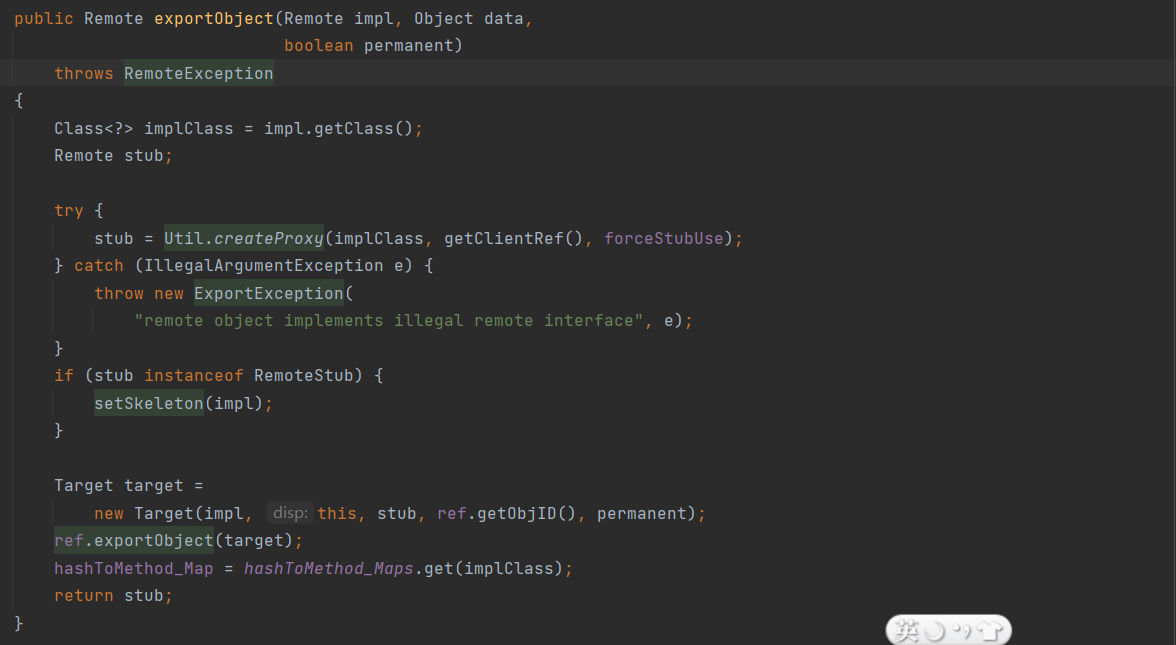 public Remote exportObject(Remote impl, Object data,
                           boolean permanent)
    throws RemoteException
{
    Class<?> implClass = impl.getClass();
    Remote stub;

    try {
        stub = Util.createProxy(implClass, getClientRef(), forceStubUse);
    } catch (IllegalArgumentException e) {
        throw new ExportException(
            "remote object implements illegal remote interface", e);
    }
    if (stub instanceof RemoteStub) {
        setSkeleton(impl);
    }

    Target target =
        new Target(impl, disp: this, stub, ref.getObjID(), permanent);
    ref.exportObject(target);
    hashToMethod_Map = hashToMethod_Maps.get(implClass);
    return stub;
}
英